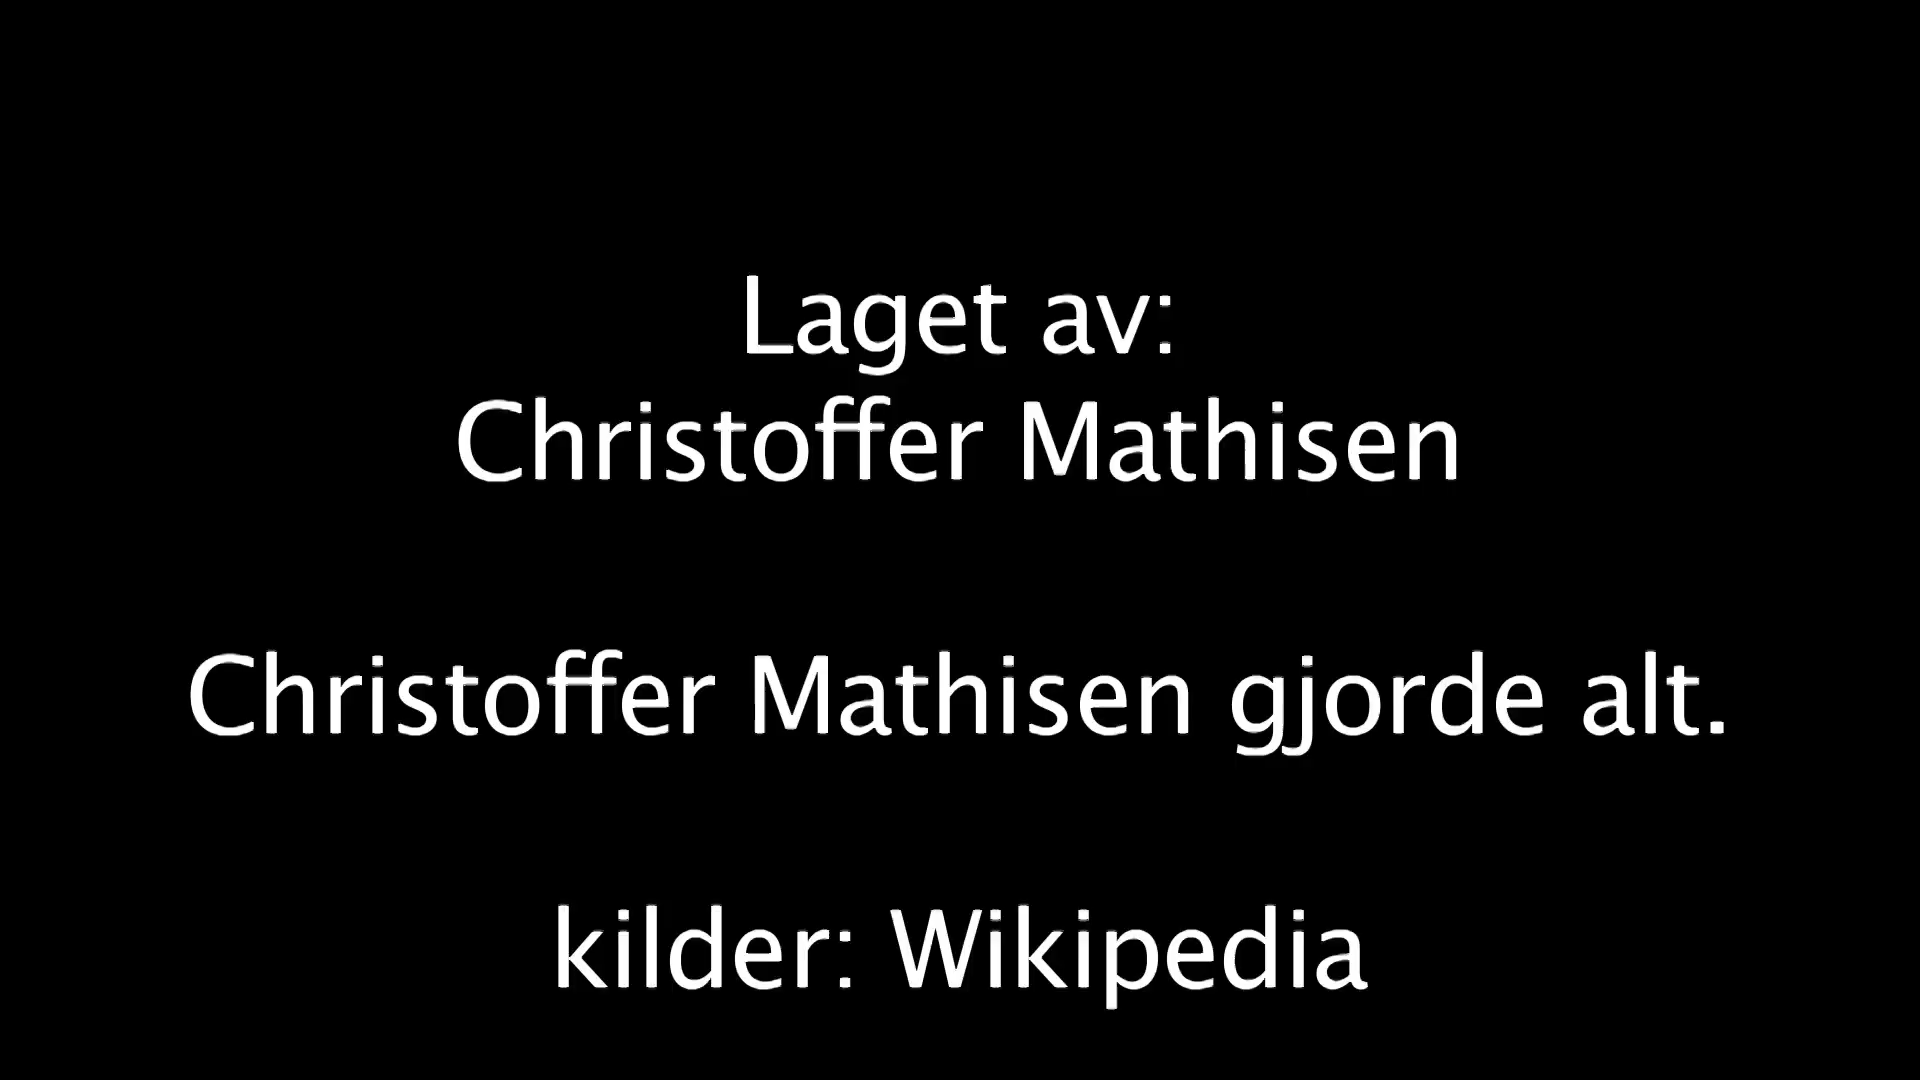 Laget av:
Christoffer Mathisen
Christoffer Mathisen gjorde alt.
kilder: Wikipedia